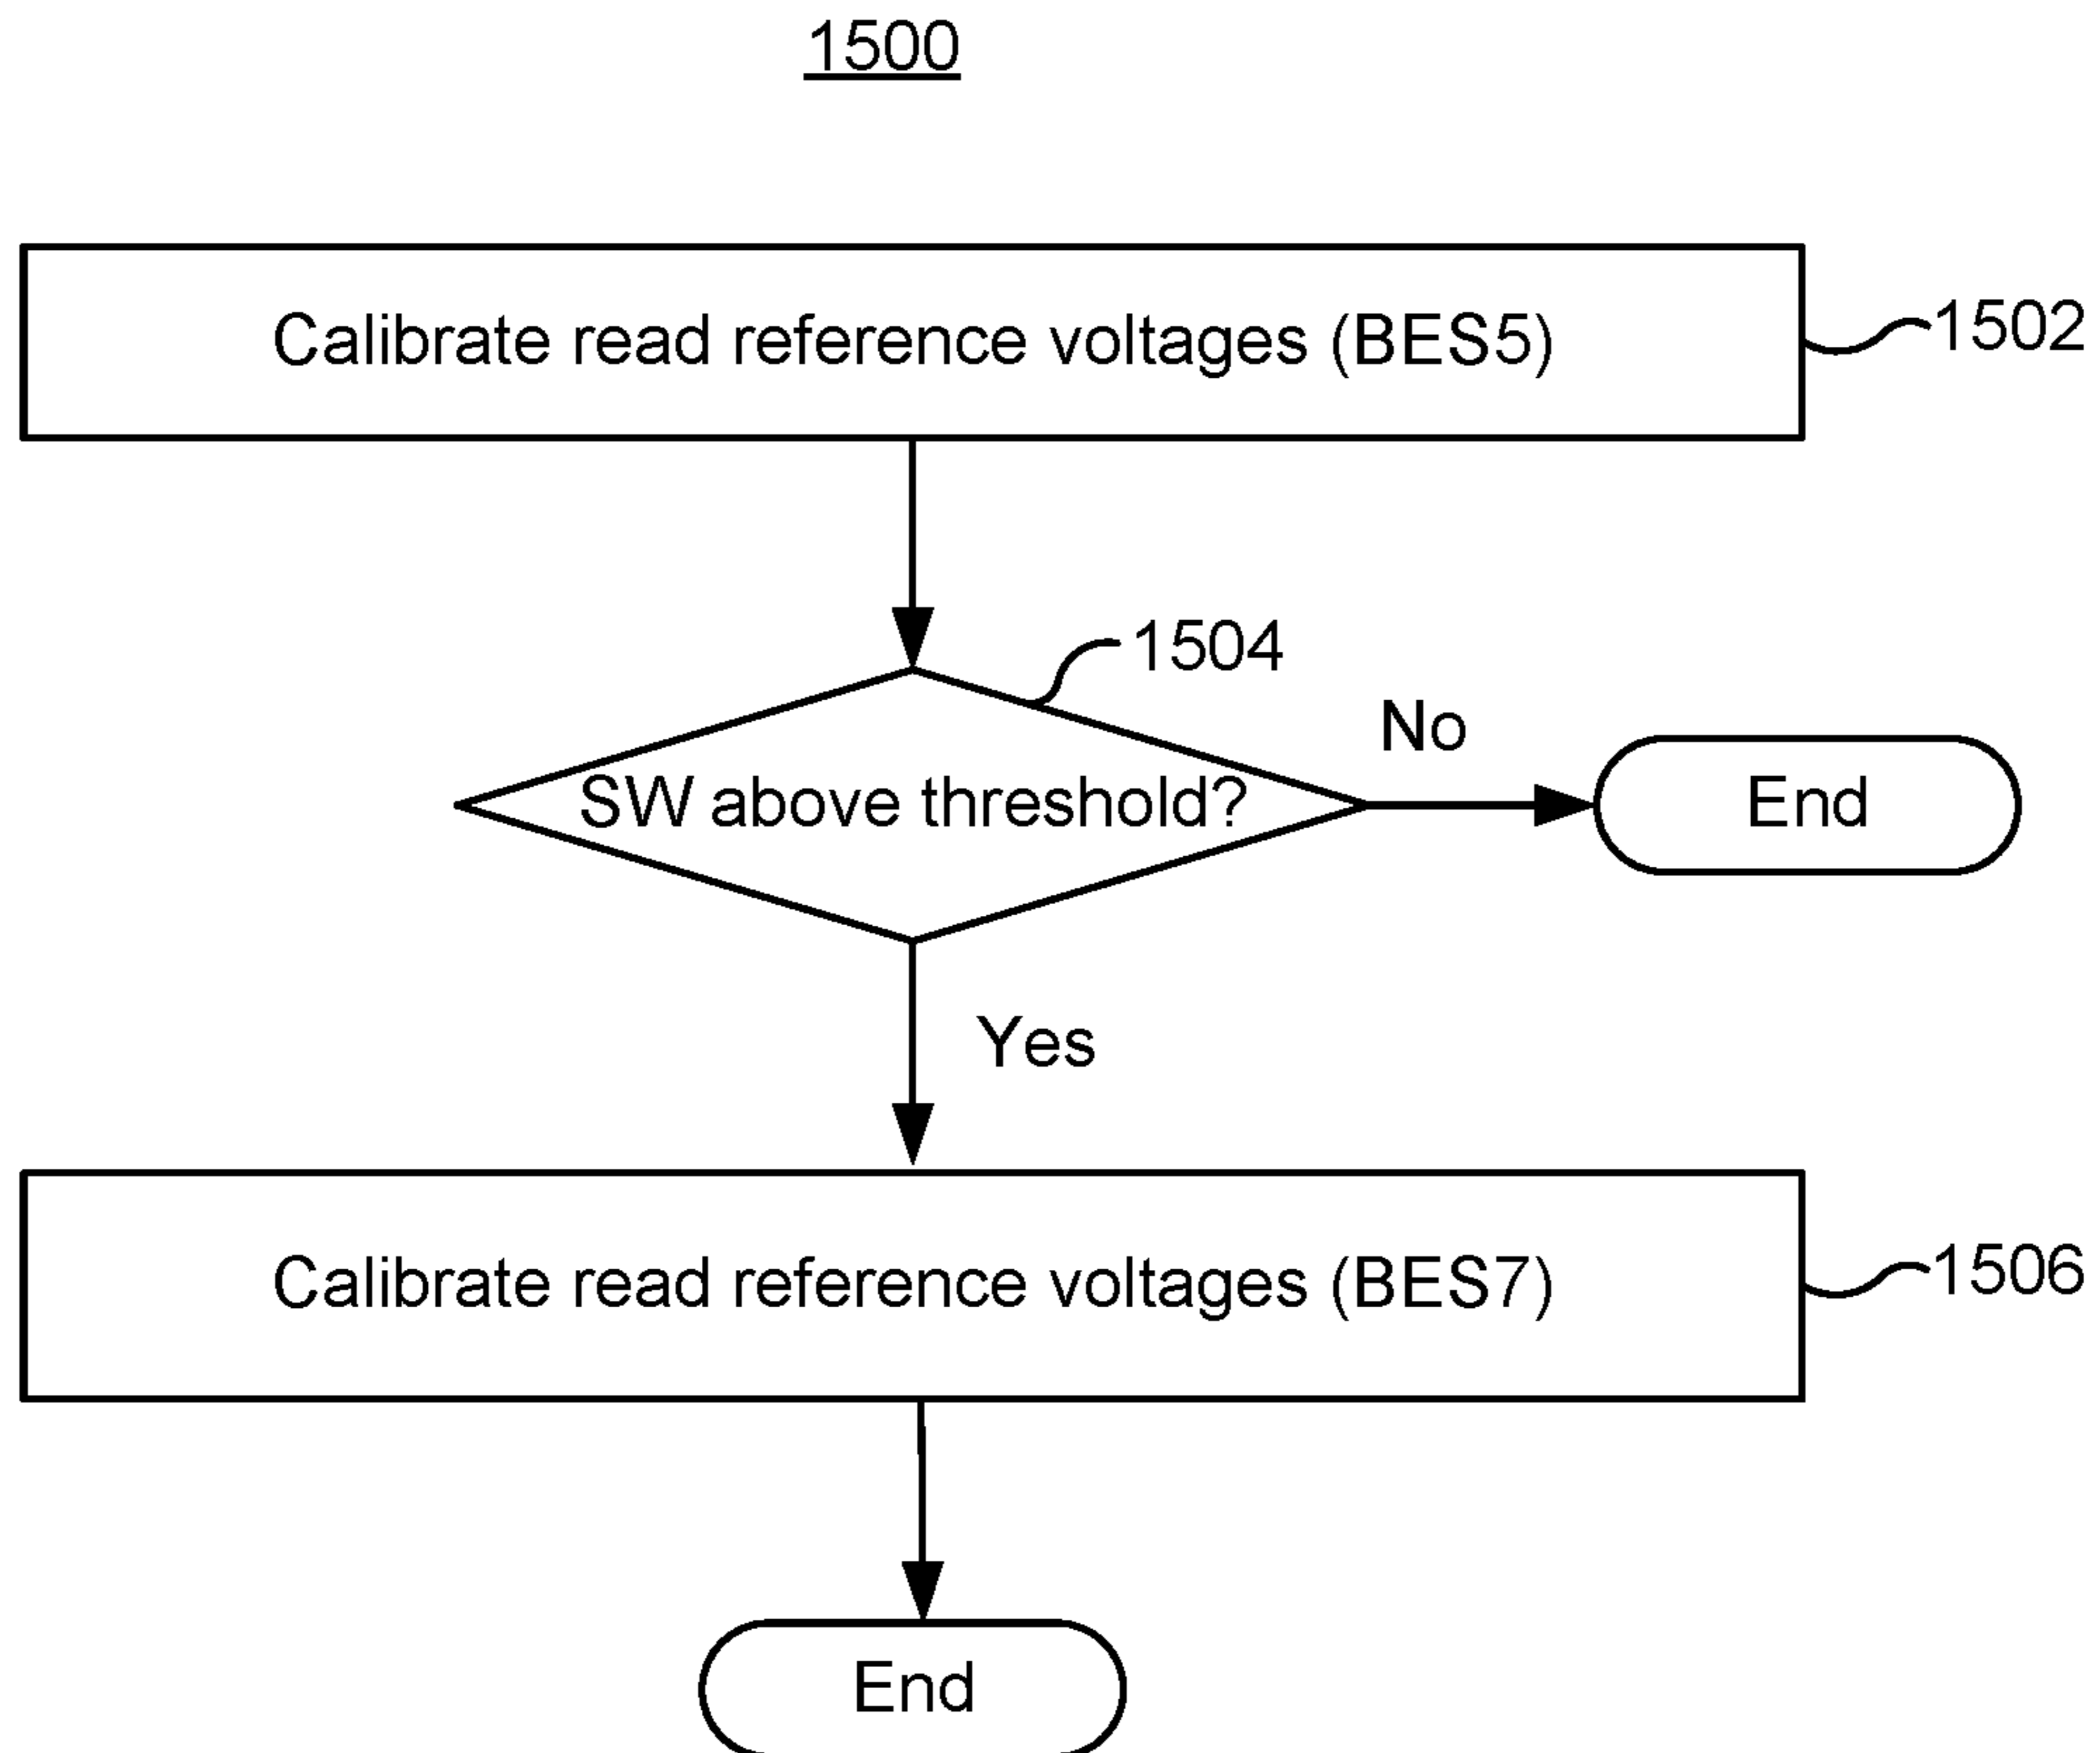 1500
Calibrate read reference voltages (BES5)
1502
1504
No
SW above threshold?
End
Yes
Calibrate read reference voltages (BES7)
1506
End